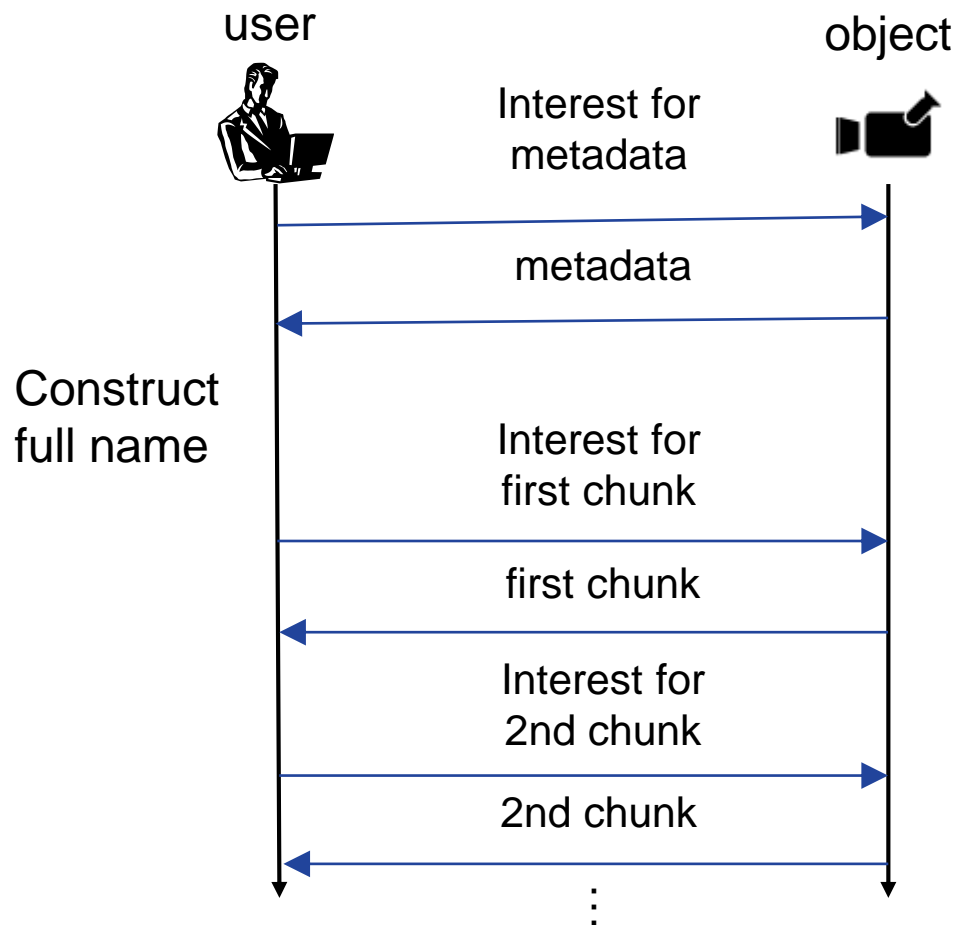 user
object
Interest for
metadata
metadata
Construct
full name
Interest for
first chunk
first chunk
Interest for
2nd chunk
2nd chunk
⋮